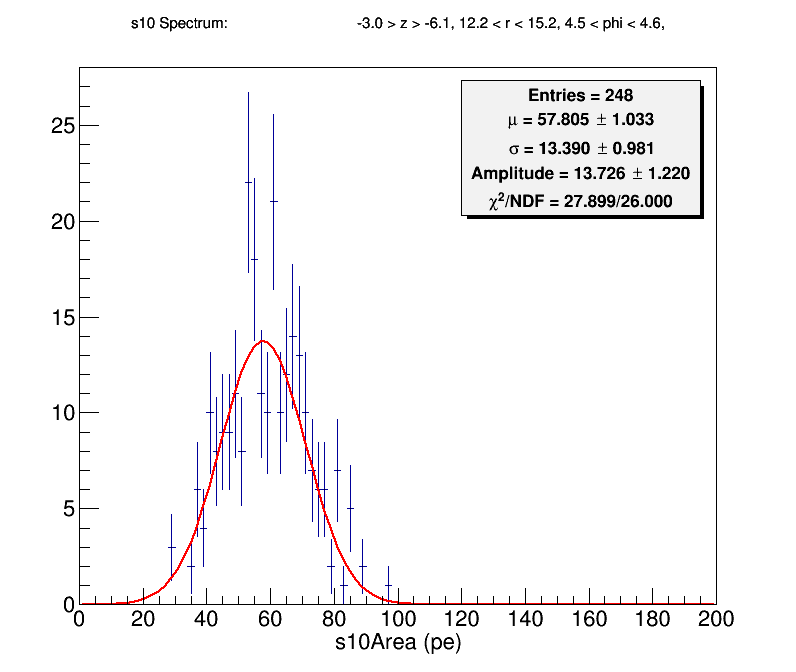 s10 Spectrum: -3.0 > z > -6.1, 12.2 < r < 15.2, 4.5 < phi < 4.6,
Entries = 248
μ = 57.805 ± 1.033
σ = 13.390 ± 0.981
Amplitude = 13.726 ± 1.220
χ²/NDF = 27.899/26.000
25
20
15
10
5
0
0 20 40 60 80 100 120 140 160 180 200
s10Area (pe)